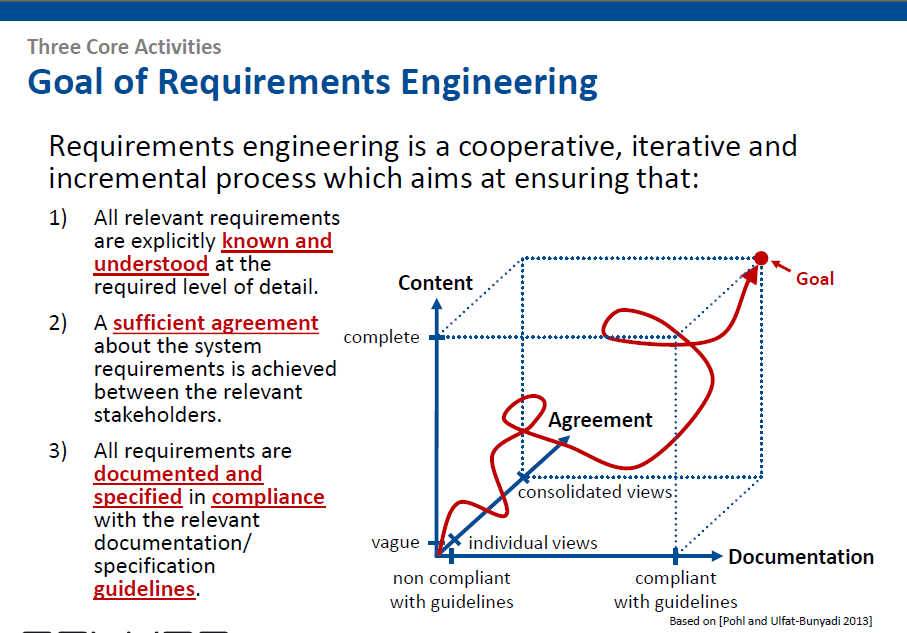 Three Core Activities
Goal of Requirements Engineering
Requirements engineering is a cooperative, iterative and
incremental process which aims at ensuring that:
1) All relevant requirements
are explicitly known and
understood at the
required level of detail.
2) A sufficient agreement
about the system
requirements is achieved
between the relevant
stakeholders.
3) All requirements are
documented and
specified in compliance
with the relevant
documentation/
specification
guidelines.
Content
Goal
complete
Agreement
consolidated views
vague
individual views
Documentation
non compliant
with guidelines
compliant
with guidelines
Based on [Pohl and Ulfat-Bunyadi 2013]